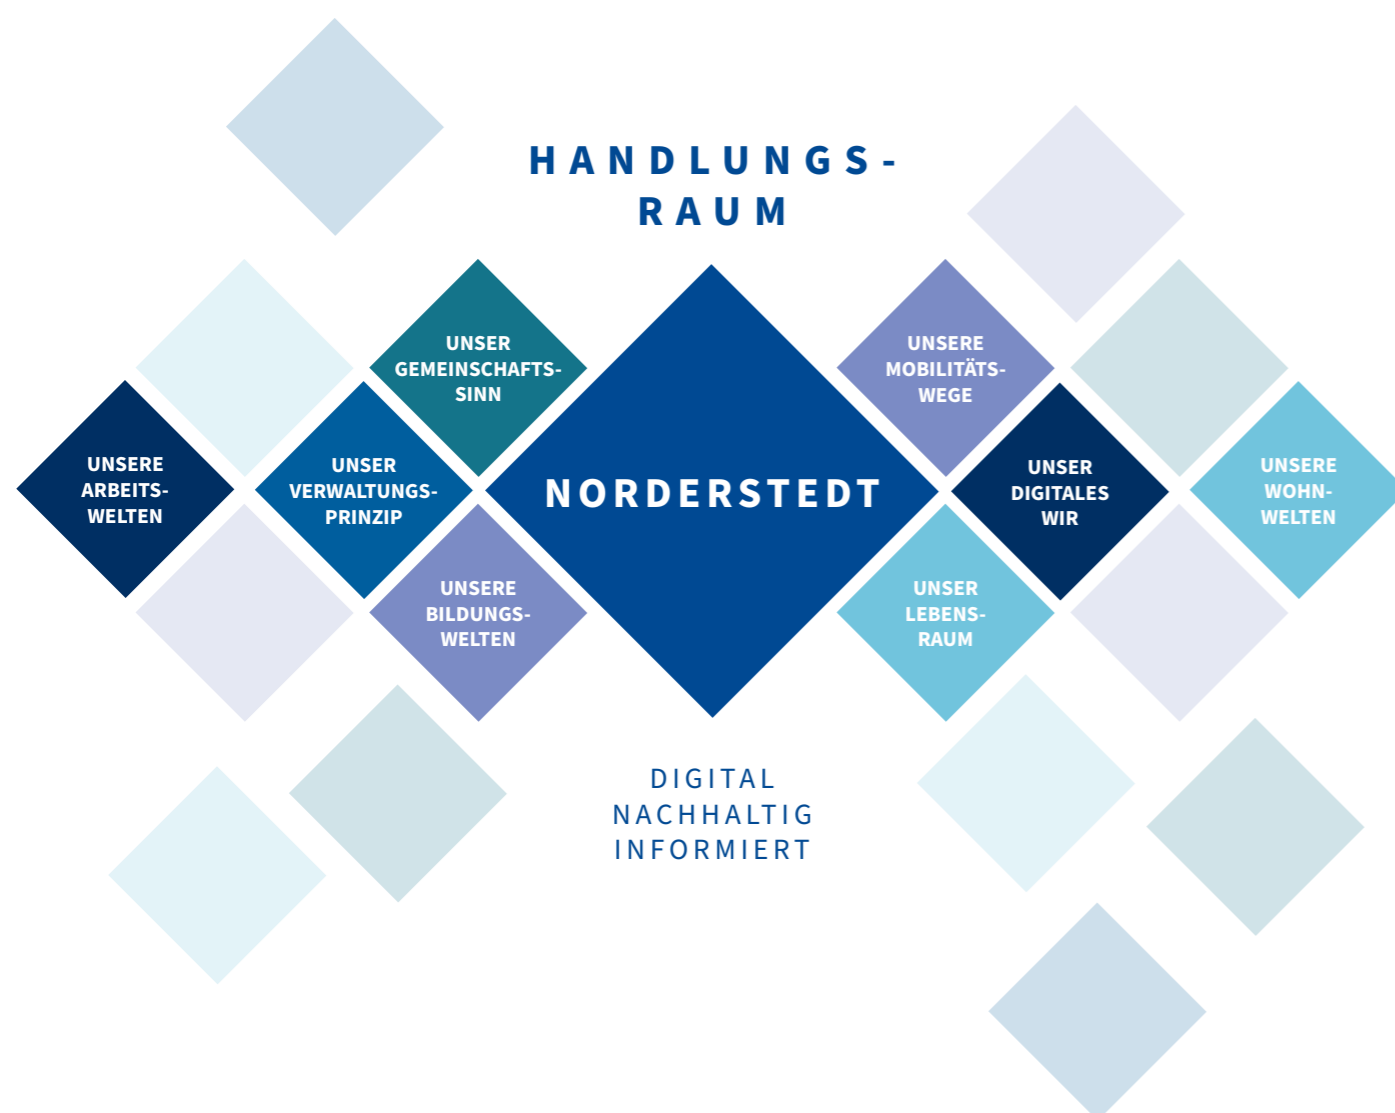 HANDLUNGS-
RAUM
UNSER
GEMEINSCHAFTS-
SINN
UNSERE
MOBILITÄTS-
WEGE
UNSERE
ARBEITS-
WELTEN
UNSER
VERWALTUNGS-
PRINZIP
NORDERSTEDT
UNSER
DIGITALES
WIR
UNSERE
WOHN-
WELTEN
UNSERE
BILDUNGS-
WELTEN
UNSER
LEBENS-
RAUM
DIGITAL
NACHHALTIG
INFORMIERT